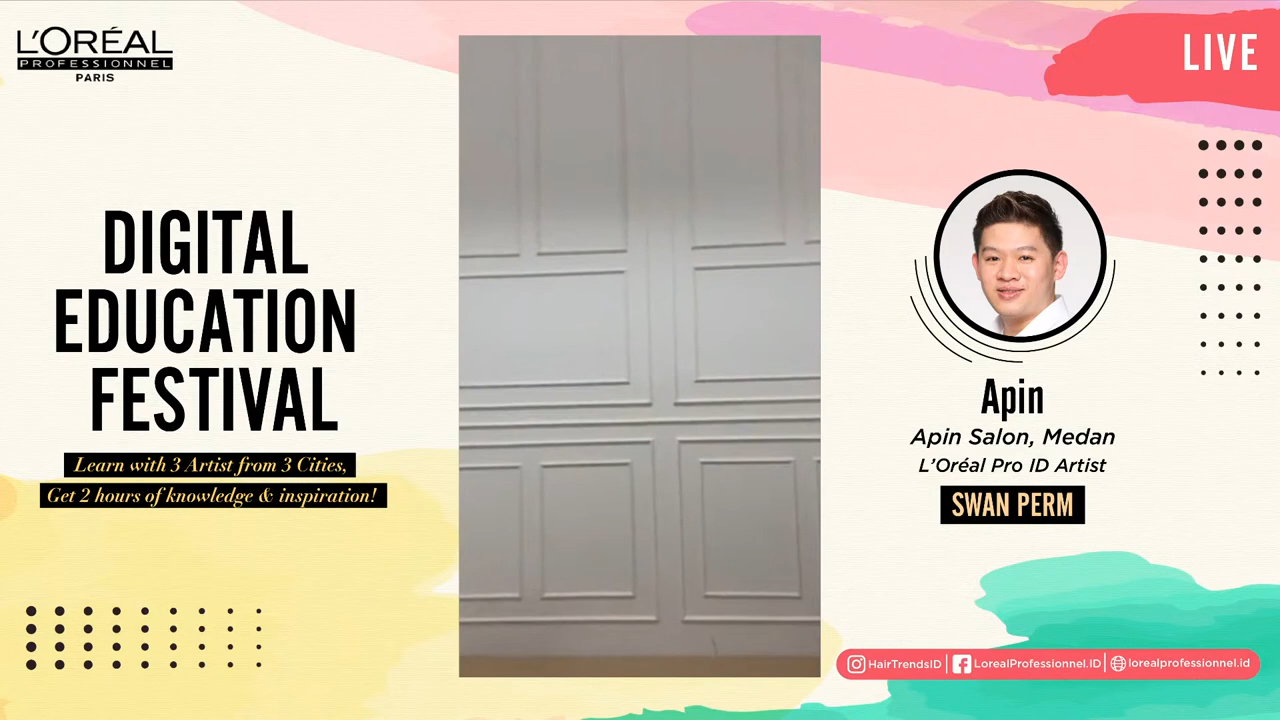 L'ORÉAL
PROFESSIONNEL
PARIS
LIVE
DIGITAL
EDUCATION
FESTIVAL
Learn with 3 Artist from 3 Cities,
Get 2 hours of knowledge & inspiration!
Apin
Apin Salon, Medan
L'Oréal Pro ID Artist
SWAN PERM
HairTrendsID | LorealProfessionnel.ID | lorealprofessionnel.id